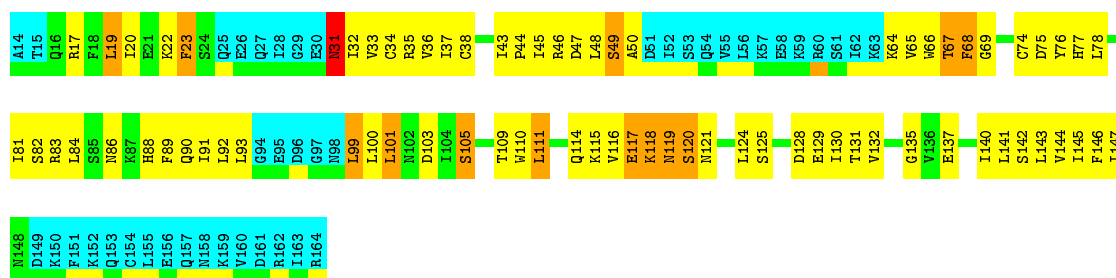 A14 T15 Q16 R17 F18 L19 I20 E21 K22 F23 S24 Q25 E26 Q27 I28 G29 E30 N31 I32 V33 C34 R35 V36 I37 C38 I43 P44 I45 R46 D47 L48 S49 A50 D51 I52 S53 Q54 V55 L56 K57 E58 K59 R60 S61 I62 K63 K64 V65 W66 T67 F68 G69 C74 D75 Y76 H77 L78
I81 S82 R83 L84 S85 N86 K87 H88 F89 Q90 I91 L92 L93 G94 E95 D96 G97 N98 L99 L100 L101 N102 D103 I104 S105 T109 W110 L111 Q114 K115 V116 E117 K118 N119 S120 N121 L124 S125 D128 E129 I130 T131 V132 G135 V136 E137 I140 L141 S142 L143 V144 I145 F146
N148 D149 K150 F151 K152 Q153 C154 L155 E156 Q157 N158 K159 V160 D161 R162 I163 R164